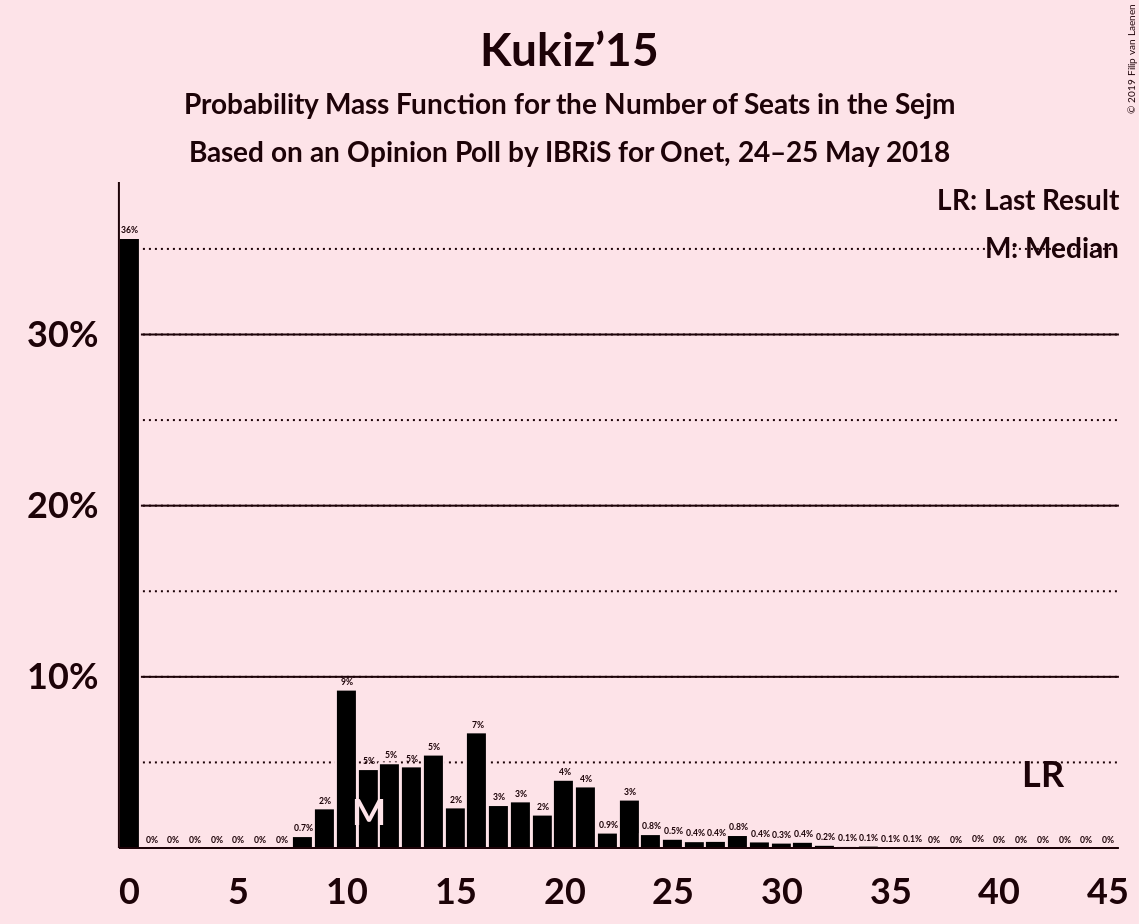 Kukiz’15
Probability Mass Function for the Number of Seats in the Sejm
Based on an Opinion Poll by IBRiS for Onet, 24–25 May 2018
© 2019 Filip van Laenen
LR: Last Result
M: Median
30%
20%
10%
36% 0% 0% 0% 0% 0% 0% 0% 0.7% 2% 9% 5% 5% 5% 5% 2% 7% 3% 3% 2% 4% 4% 0.9% 3% 0.8% 0.5% 0.4% 0.4% 0.8% 0.4% 0.3% 0.4% 0.2% 0.1% 0.1% 0.1% 0.1% 0% 0% 0% 0% 0% 0% 0% 0% 0%
M
LR
0 5 10 15 20 25 30 35 40 45